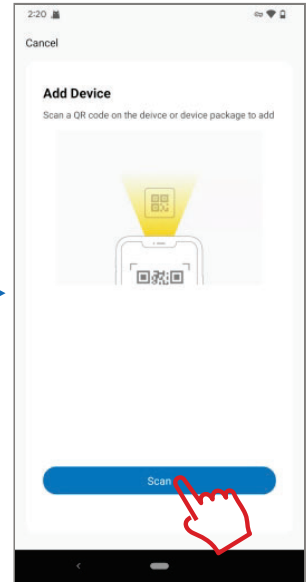 2:20
Cancel
Add Device
Scan a QR code on the deivce or device package to add
Scan